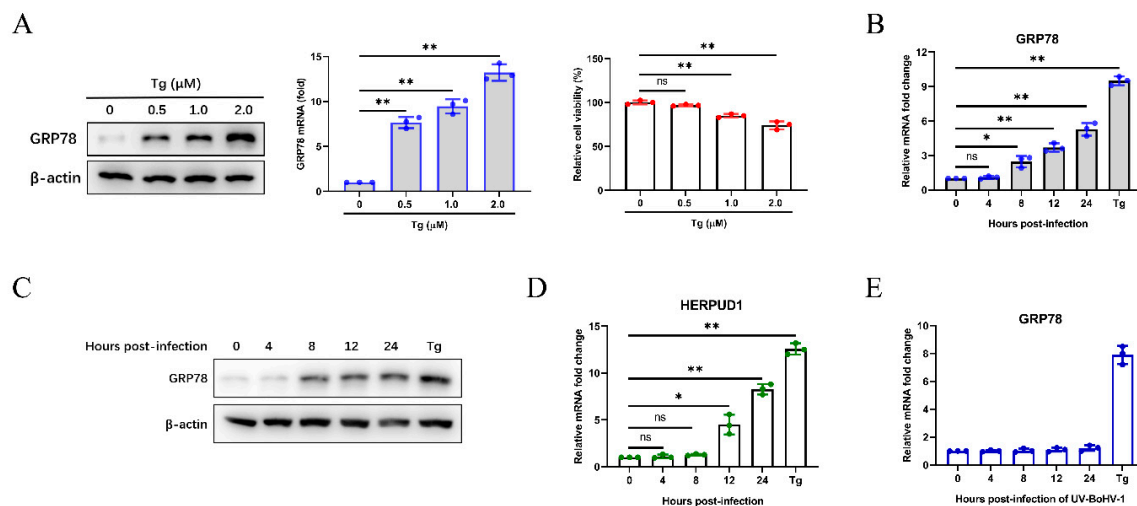 A
Tg (μM)
0 0.5 1.0 2.0
GRP78
β-actin
GRP78 mRNA (fold)
15
10
5
0
** ** **
0 0.5 1.0 2.0
Tg (μM)
Relative cell viability (%)
150
100
50
0
** ** ns
0 0.5 1.0 2.0
Tg (μM)
B
GRP78
Relative mRNA fold change
12
9
6
3
0
** ** ** * ns
0 4 8 12 24 Tg
Hours post-infection
C
Hours post-infection 0 4 8 12 24 Tg
GRP78
β-actin
D
HERPUD1
Relative mRNA fold change
15
10
5
0
** ** * ns ns
0 4 8 12 24 Tg
Hours post-infection
E
GRP78
Relative mRNA fold change
10
8
6
4
2
0
0 4 8 12 24 Tg
Hours post-infection of UV-BoHV-1